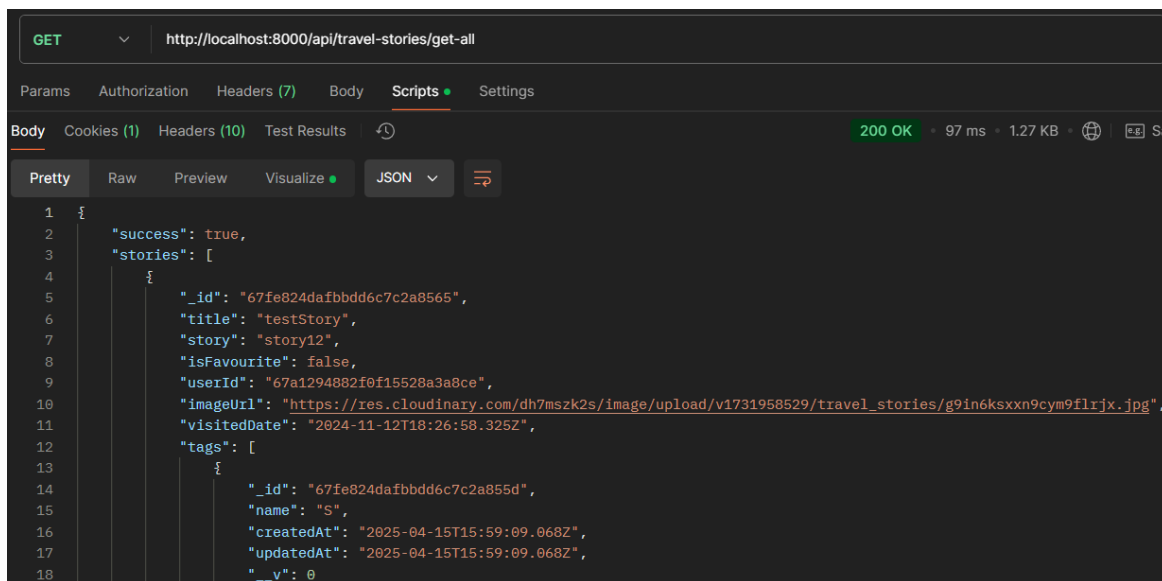 GET http://localhost:8000/api/travel-stories/get-all
Params Authorization Headers (7) Body Scripts Settings
Body Cookies (1) Headers (10) Test Results 200 OK 97 ms 1.27 KB e.g. S
Pretty Raw Preview Visualize JSON
1 {
2 "success": true,
3 "stories": [
4 {
5 "_id": "67fe824dafbbdd6c7c2a8565",
6 "title": "testStory",
7 "story": "story12",
8 "isFavourite": false,
9 "userId": "67a1294882f0f15528a3a8ce",
10 "imageUrl": "https://res.cloudinary.com/dh7mszk2s/image/upload/v1731958529/travel_stories/g9in6ksxxn9cym9flrjx.jpg",
11 "visitedDate": "2024-11-12T18:26:58.325Z",
12 "tags": [
13 {
14 "_id": "67fe824dafbbdd6c7c2a855d",
15 "name": "S",
16 "createdAt": "2025-04-15T15:59:09.068Z",
17 "updatedAt": "2025-04-15T15:59:09.068Z",
18 "__v": 0